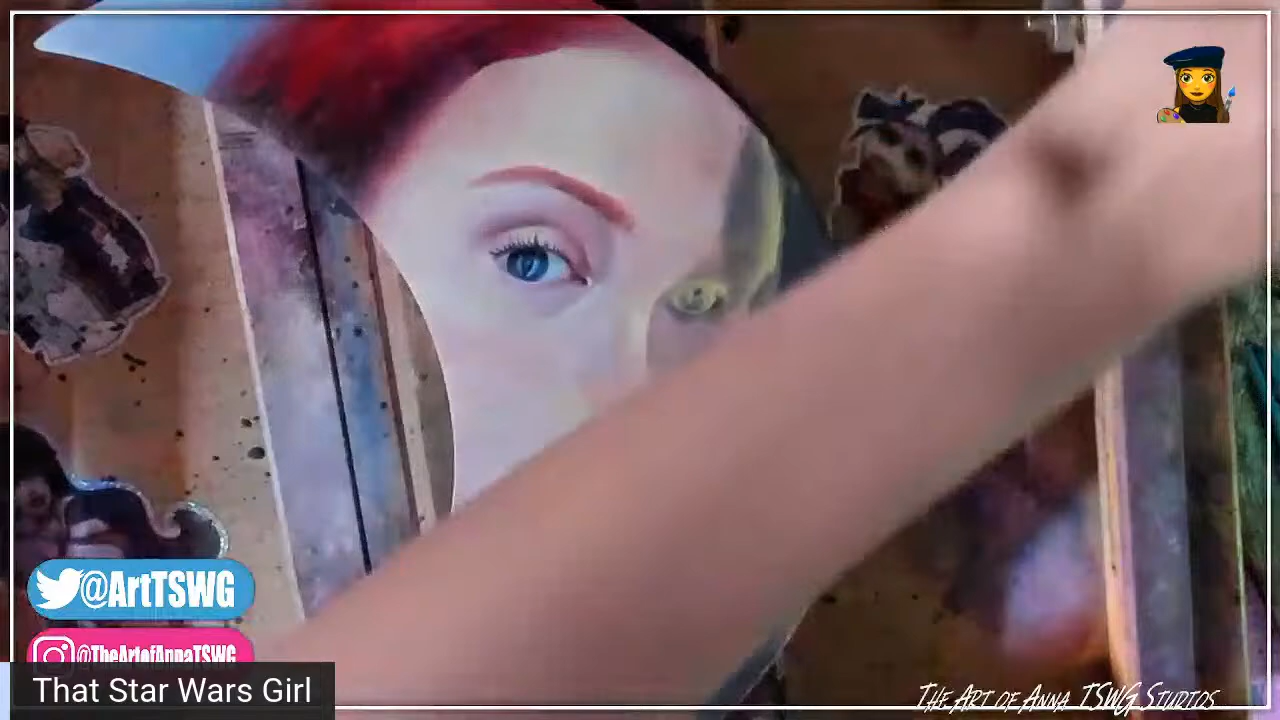 @ArtTSWG
@TheArtofAnnaTSWG
That Star Wars Girl
The Art of Anna TSWG Studios